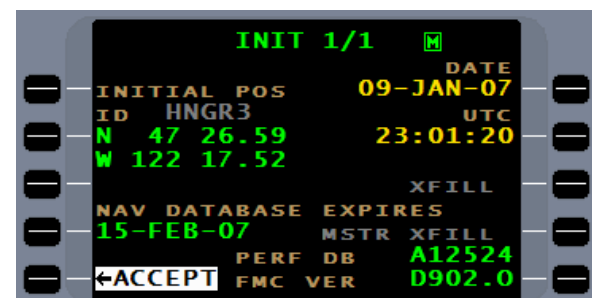 INIT 1/1 M
DATE
INITIAL POS 09-JAN-07
ID HNGR3 UTC
N 47 26.59 23:01:20
W 122 17.52
XFILL
NAV DATABASE EXPIRES
15-FEB-07 MSTR XFILL
PERF DB A12524
←ACCEPT FMC VER D902.0